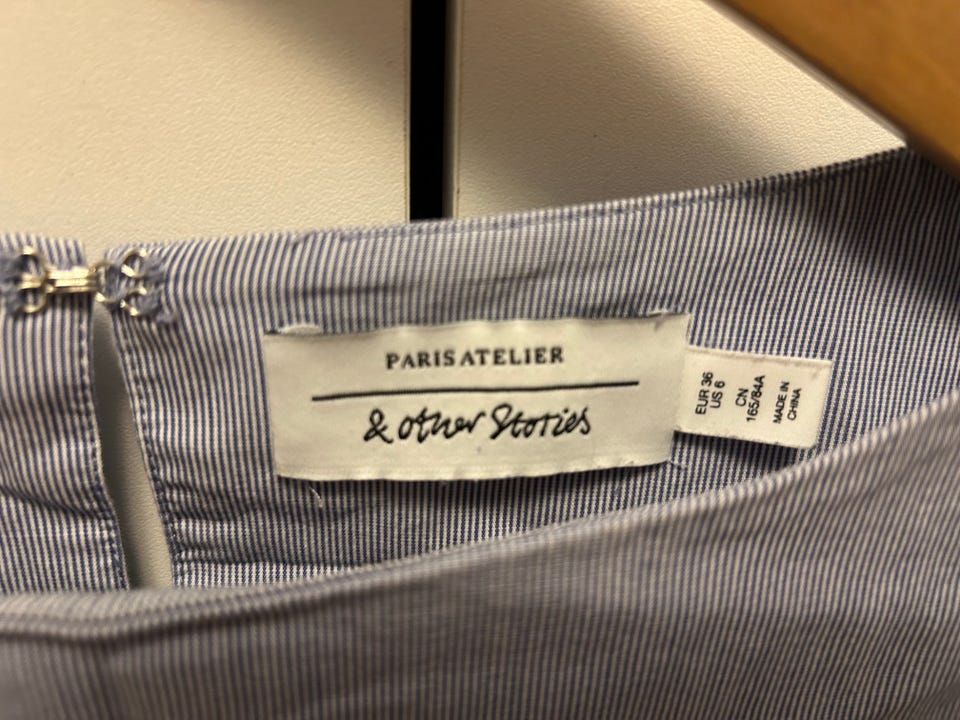 PARIS ATELIER
& other Stories
EUR 36
US 6
CN
165/84A
MADE IN
CHINA